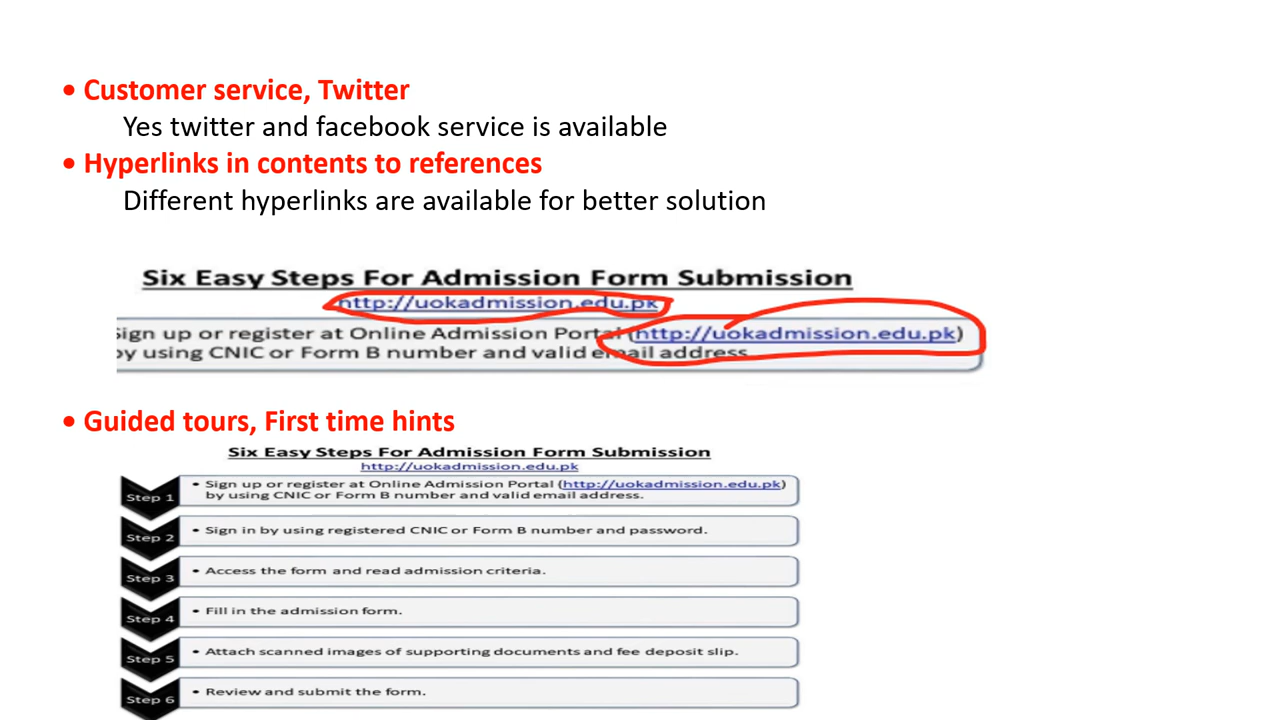 • Customer service, Twitter
Yes twitter and facebook service is available
• Hyperlinks in contents to references
Different hyperlinks are available for better solution
Six Easy Steps For Admission Form Submission
http://uokadmission.edu.pk
Sign up or register at Online Admission Portal (http://uokadmission.edu.pk)
by using CNIC or Form B number and valid email address.
• Guided tours, First time hints
Six Easy Steps For Admission Form Submission
http://uokadmission.edu.pk
Step 1 • Sign up or register at Online Admission Portal (http://uokadmission.edu.pk)
by using CNIC or Form B number and valid email address.
Step 2 • Sign in by using registered CNIC or Form B number and password.
Step 3 • Access the form and read admission criteria.
Step 4 • Fill in the admission form.
Step 5 • Attach scanned images of supporting documents and fee deposit slip.
Step 6 • Review and submit the form.